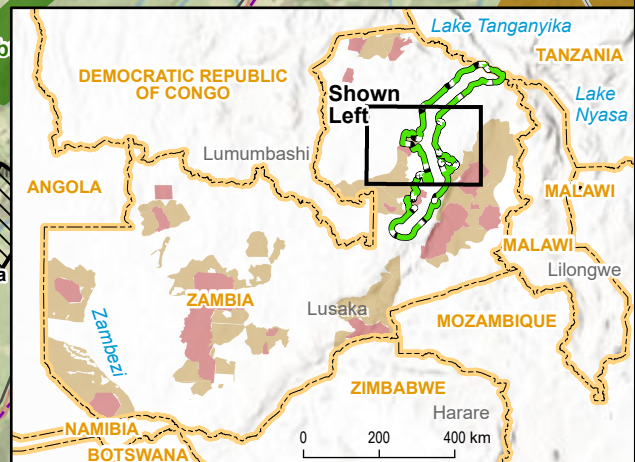 Lake Tanganyika
TANZANIA
DEMOCRATIC REPUBLIC
OF CONGO
Shown
Left
Lake
Nyasa
Lumumbashi
ANGOLA
MALAWI
MALAWI
Lilongwe
ZAMBIA
Lusaka
Zambezi
MOZAMBIQUE
ZIMBABWE
Harare
NAMIBIA
BOTSWANA
0 200 400 km
b
a